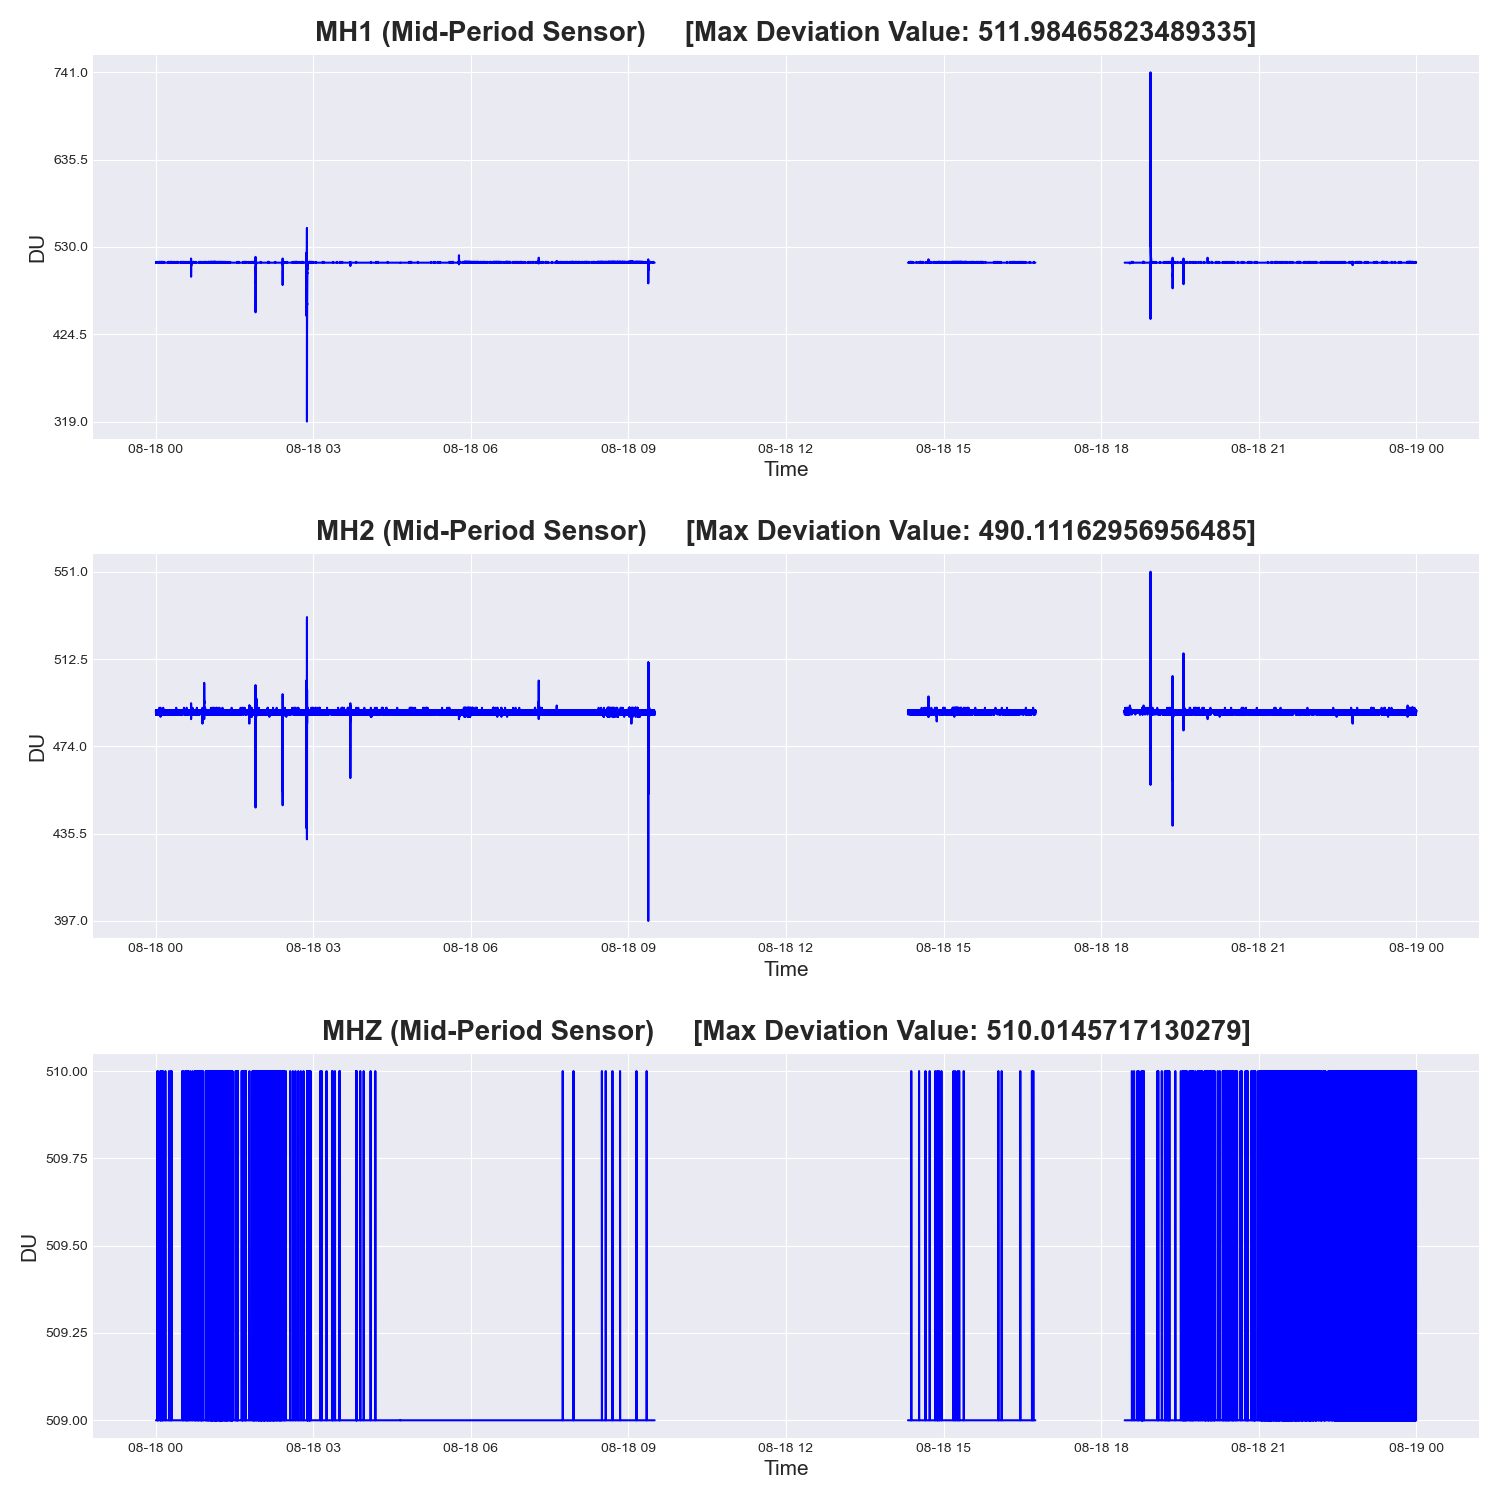 MH1 (Mid-Period Sensor) [Max Deviation Value: 511.98465823489335]
741.0
635.5
530.0
424.5
319.0
DU
08-18 00 08-18 03 08-18 06 08-18 09 08-18 12 08-18 15 08-18 18 08-18 21 08-19 00
Time
MH2 (Mid-Period Sensor) [Max Deviation Value: 490.11162956956485]
551.0
512.5
474.0
435.5
397.0
DU
08-18 00 08-18 03 08-18 06 08-18 09 08-18 12 08-18 15 08-18 18 08-18 21 08-19 00
Time
MHZ (Mid-Period Sensor) [Max Deviation Value: 510.0145717130279]
510.00
509.75
509.50
509.25
509.00
DU
08-18 00 08-18 03 08-18 06 08-18 09 08-18 12 08-18 15 08-18 18 08-18 21 08-19 00
Time